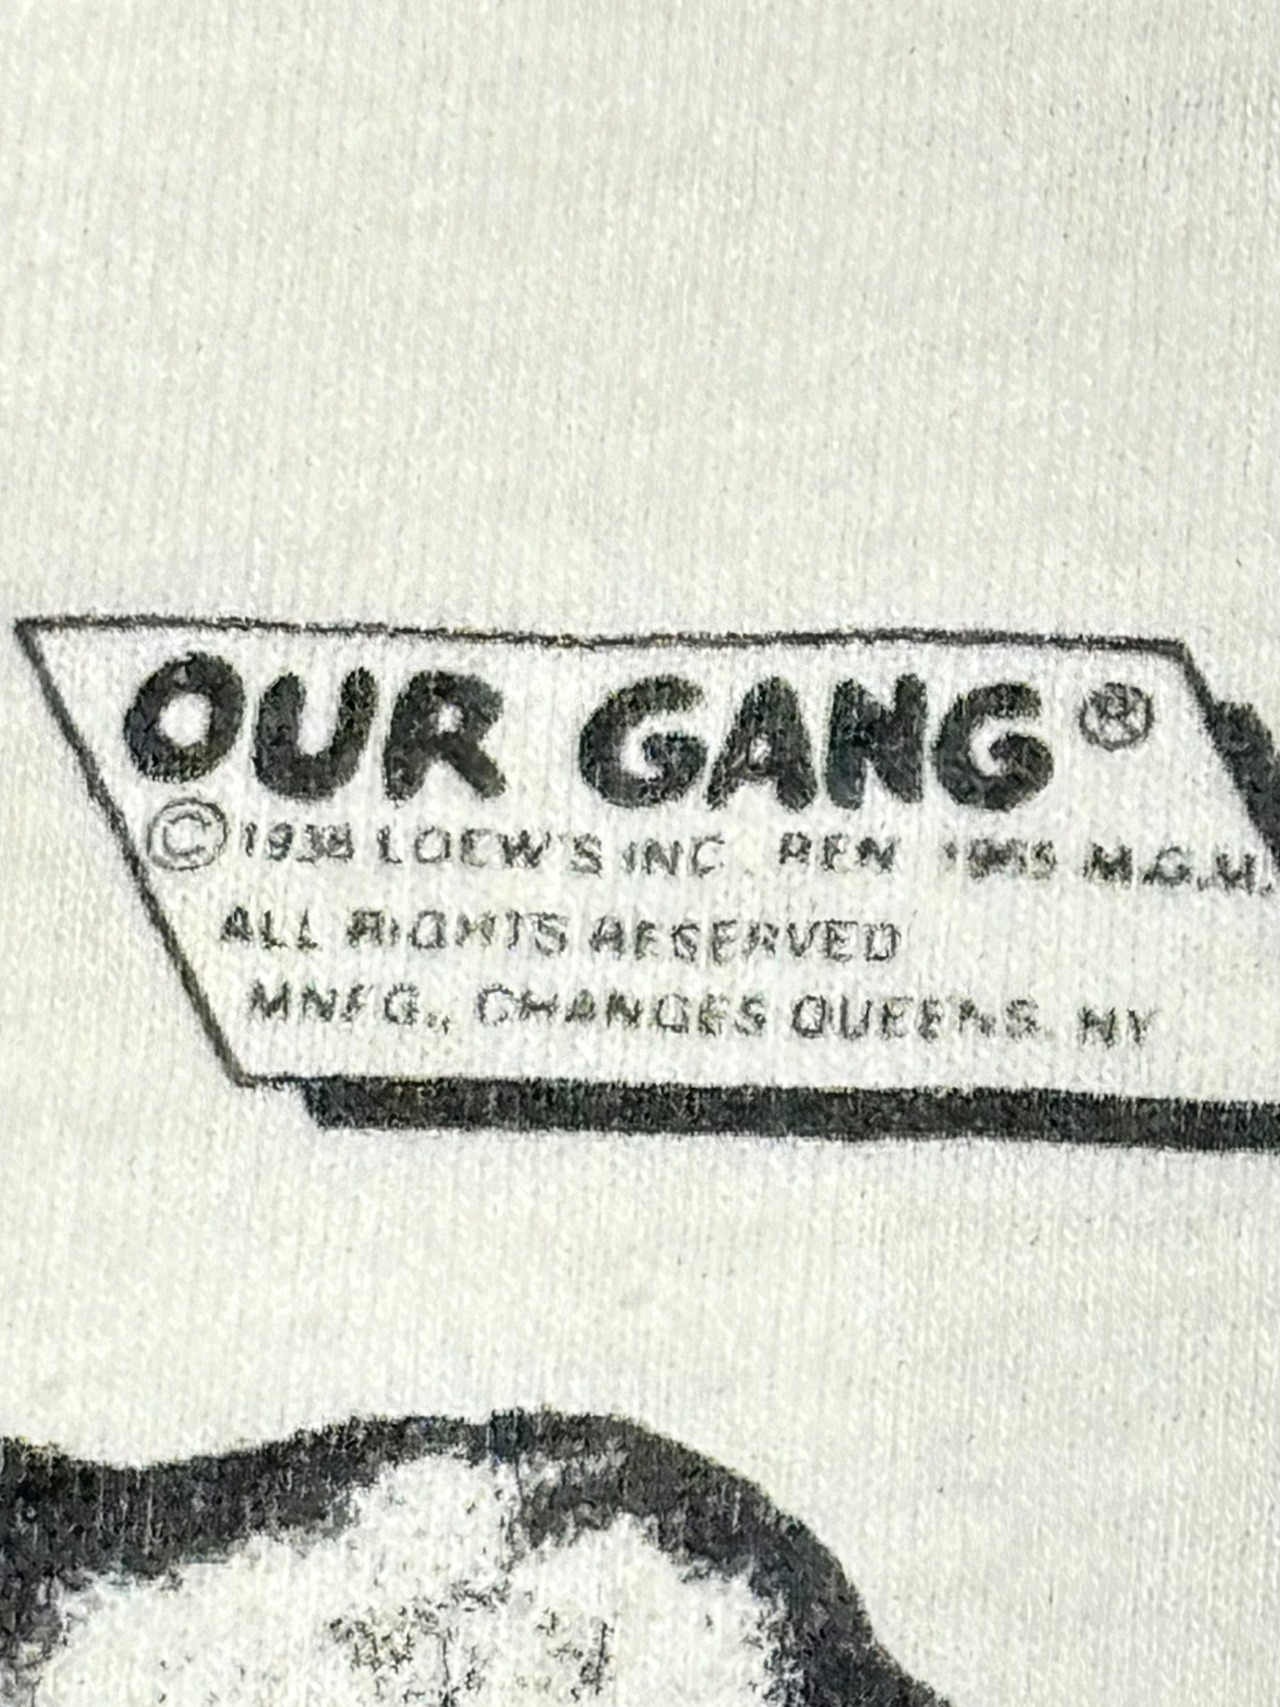 OUR GANG®
© 1938 LOEW'S INC. REN 1965 M.G.M.
ALL RIGHTS RESERVED
MNFG., CHANGES QUEENS, NY